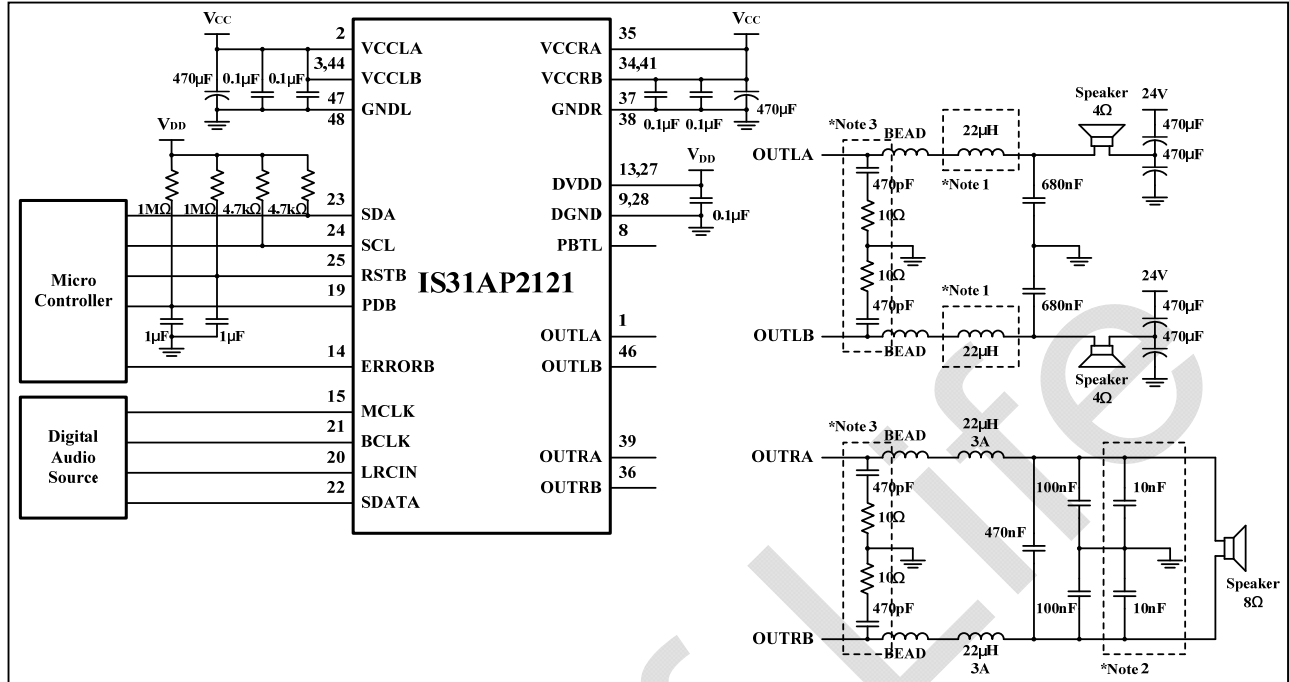 VCC
2
VCCLA
3,44
VCCLB
470μF 0.1μF 0.1μF
47
GNDL
48
VDD
1MΩ 1MΩ 4.7kΩ 4.7kΩ
23
SDA
24
SCL
25
RSTB
19
PDB
1μF
1μF
14
ERRORB
Micro
Controller
15
MCLK
21
BCLK
20
LRCIN
22
SDATA
Digital
Audio
Source
IS31AP2121
VCC
35
VCCRA
34,41
VCCRB
37
GNDR
38
0.1μF 0.1μF
470μF
VDD
13,27
DVDD
9,28
DGND
0.1μF
8
PBTL
1
OUTLA
46
OUTLB
39
OUTRA
36
OUTRB
*Note 3
BEAD
22μH
*Note 1
Speaker
4Ω
24V
470μF
470μF
OUTLA
470pF
10Ω
680nF
10Ω
470pF
*Note 1
680nF
24V
470μF
470μF
OUTLB
BEAD
22μH
Speaker
4Ω
*Note 3
BEAD
22μH
3A
OUTRA
470pF
10Ω
100nF
10nF
470nF
10Ω
470pF
100nF
10nF
Speaker
8Ω
OUTRB
BEAD
22μH
3A
*Note 2
Life